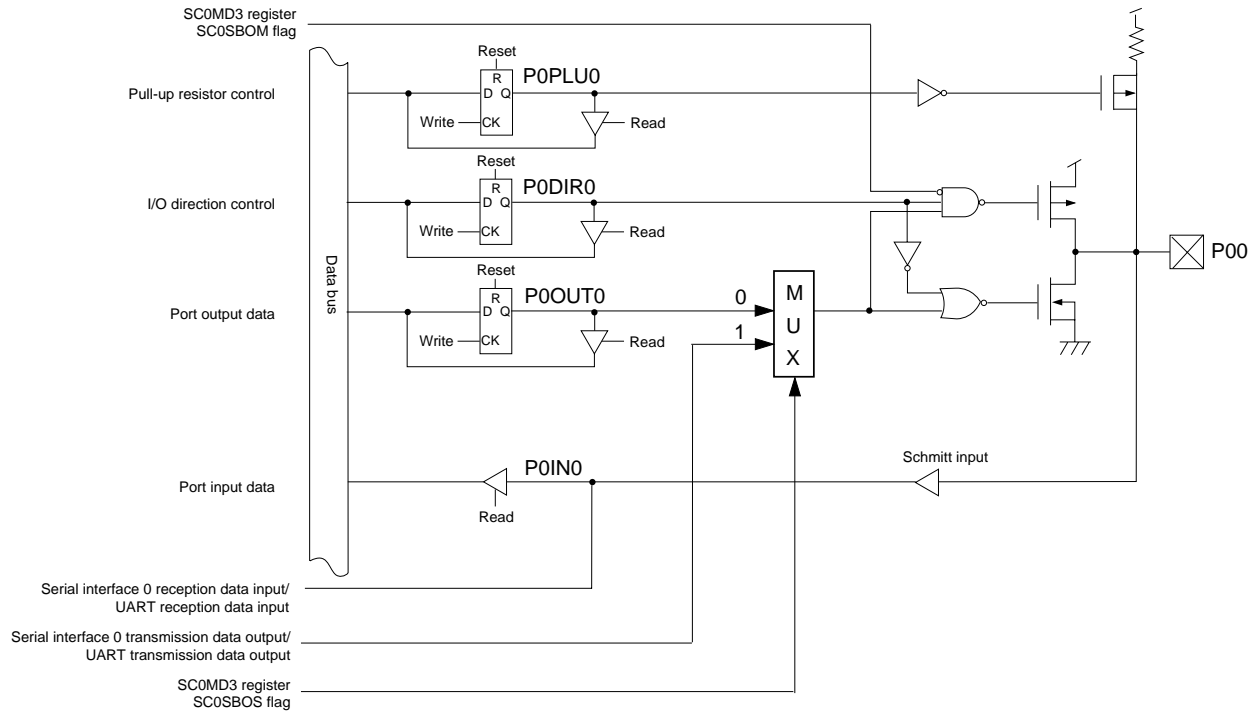 SC0MD3 register
SC0SBOM flag
Reset
Pull-up resistor control
R
P0PLU0
D Q
Write
CK
Read
Reset
I/O direction control
R
P0DIR0
D Q
Write
CK
Read
Data bus
P00
Reset
Port output data
R
P0OUT0
D Q
Write
CK
Read
0
1
M
U
X
Schmitt input
Port input data
P0IN0
Read
Serial interface 0 reception data input/
UART reception data input
Serial interface 0 transmission data output/
UART transmission data output
SC0MD3 register
SC0SBOS flag